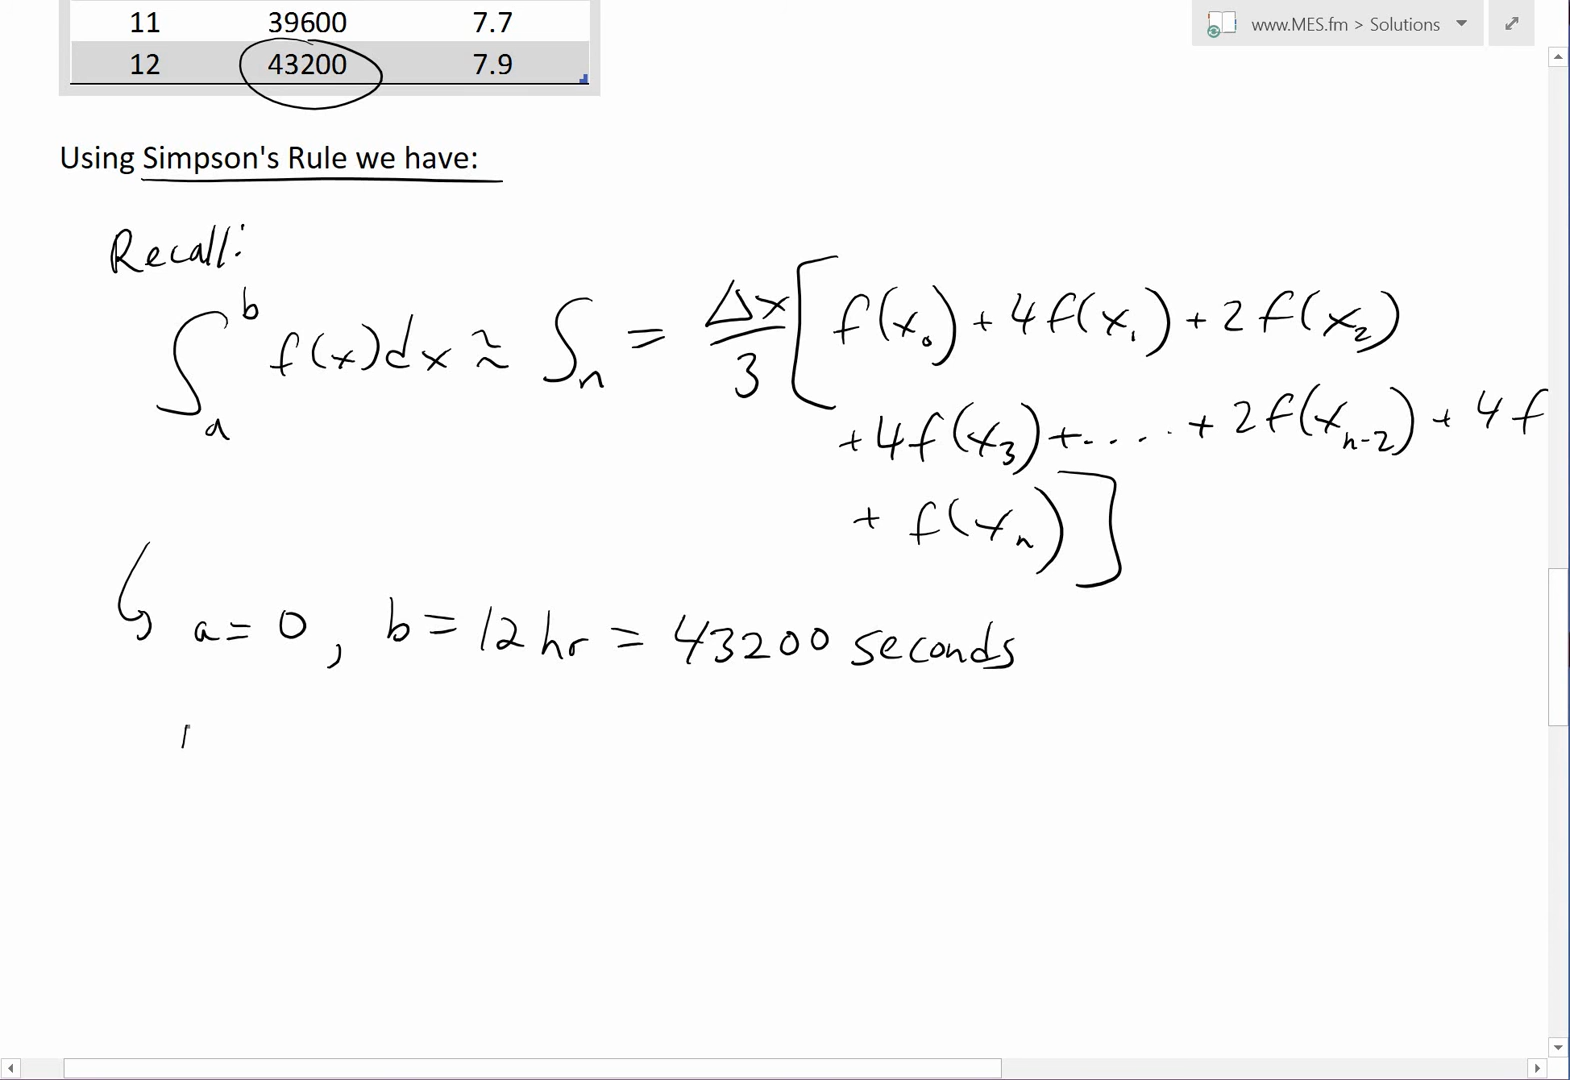 www.MES.fm > Solutions
11 39600 7.7
12 43200 7.9
Using Simpson's Rule we have:
Recall:
∫_a^b f(x)dx ≈ S_n = Δx/3 [ f(x_0) + 4f(x_1) + 2f(x_2)
+ 4f(x_3) + .... + 2f(x_{n-2}) + 4f
+ f(x_n) ]
a = 0 , b = 12 hr = 43200 seconds